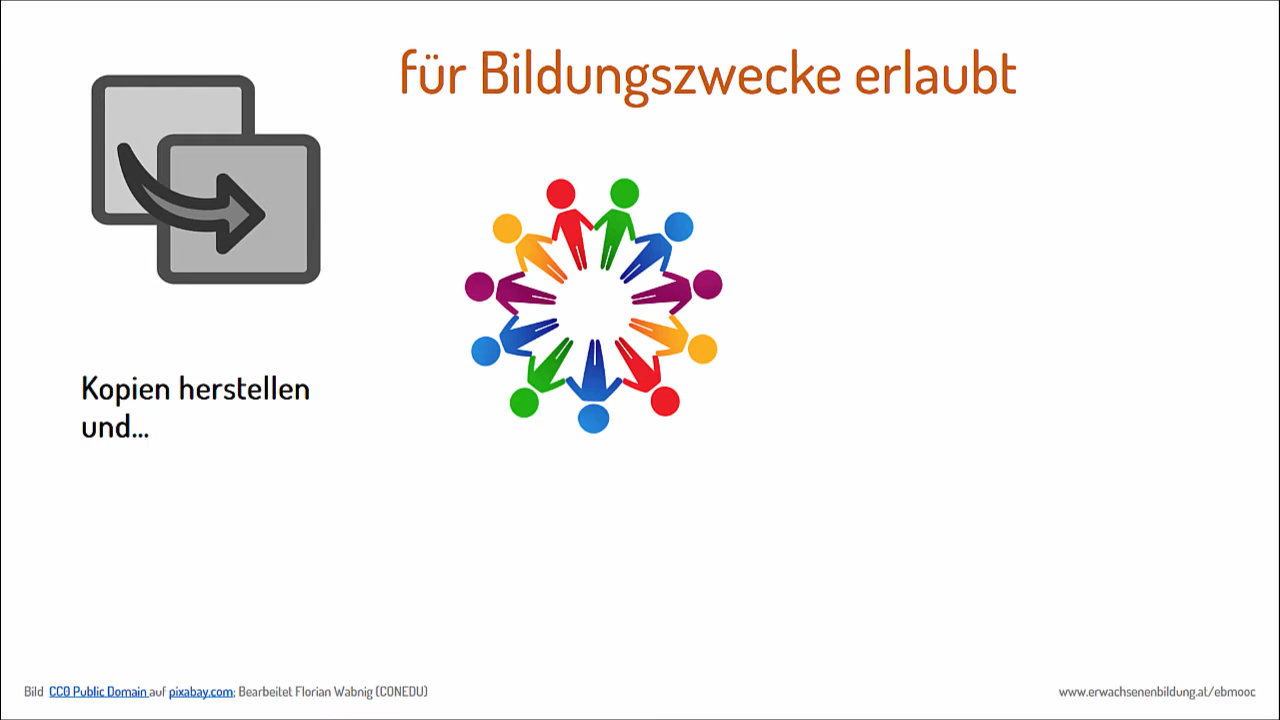 für Bildungszwecke erlaubt
Kopien herstellen
und...
Bild CC0 Public Domain auf pixabay.com; Bearbeitet Florian Wabnig (CONEDU)
www.erwachsenenbildung.at/ebmooc